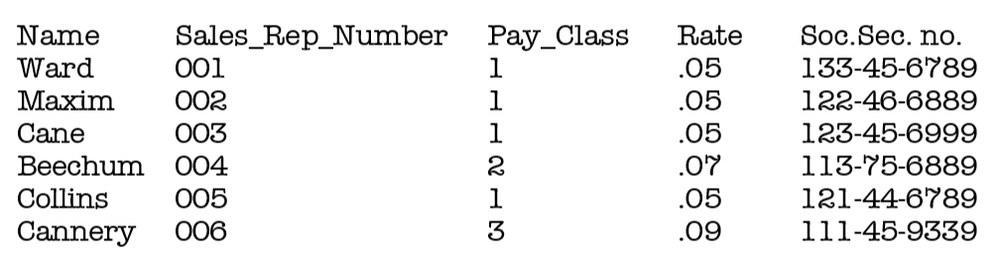 Name Sales_Rep_Number Pay_Class Rate Soc.Sec. no.
Ward 001 1 .05 133-45-6789
Maxim 002 1 .05 122-46-6889
Cane 003 1 .05 123-45-6999
Beechum 004 2 .07 113-75-6889
Collins 005 1 .05 121-44-6789
Cannery 006 3 .09 111-45-9339